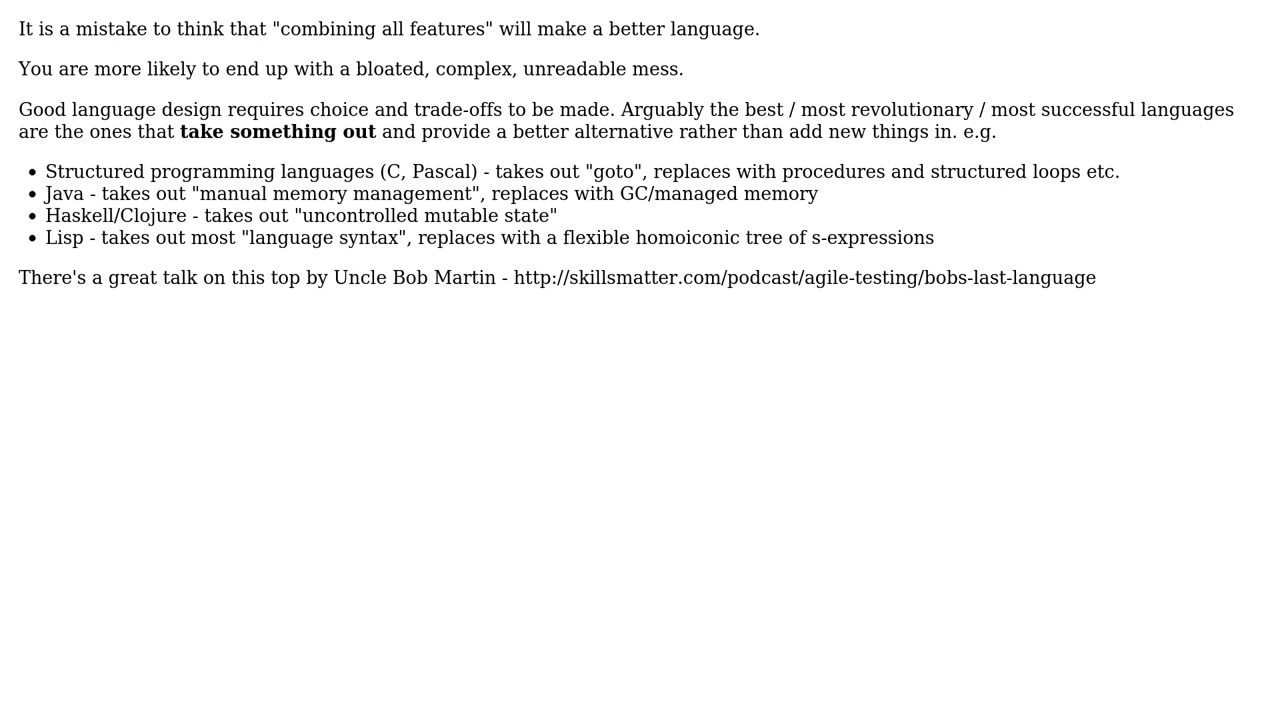 It is a mistake to think that "combining all features" will make a better language.
You are more likely to end up with a bloated, complex, unreadable mess.
Good language design requires choice and trade-offs to be made. Arguably the best / most revolutionary / most successful languages
are the ones that take something out and provide a better alternative rather than add new things in. e.g.
• Structured programming languages (C, Pascal) - takes out "goto", replaces with procedures and structured loops etc.
• Java - takes out "manual memory management", replaces with GC/managed memory
• Haskell/Clojure - takes out "uncontrolled mutable state"
• Lisp - takes out most "language syntax", replaces with a flexible homoiconic tree of s-expressions
There's a great talk on this top by Uncle Bob Martin - http://skillsmatter.com/podcast/agile-testing/bobs-last-language